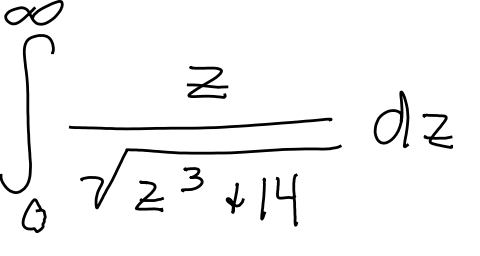 ∫₀^∞ z / √(z³ + 14) dz